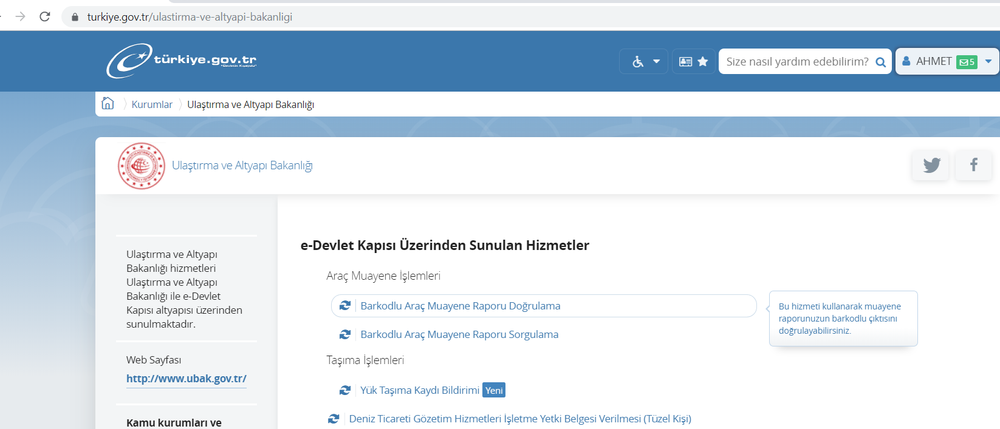 turkiye.gov.tr/ulastirma-ve-altyapi-bakanligi
türkiye.gov.tr
"Devletin Kısayolu"
Size nasıl yardım edebilirim?
AHMET 5
Kurumlar
Ulaştırma ve Altyapı Bakanlığı
Ulaştırma ve Altyapı Bakanlığı
Ulaştırma ve Altyapı
Bakanlığı hizmetleri
Ulaştırma ve Altyapı
Bakanlığı ile e-Devlet
Kapısı altyapısı üzerinden
sunulmaktadır.
Web Sayfası
http://www.ubak.gov.tr/
Kamu kurumları ve
e-Devlet Kapısı Üzerinden Sunulan Hizmetler
Araç Muayene İşlemleri
Barkodlu Araç Muayene Raporu Doğrulama
Bu hizmeti kullanarak muayene
raporunuzun barkodlu çıktısını
doğrulayabilirsiniz.
Barkodlu Araç Muayene Raporu Sorgulama
Taşıma İşlemleri
Yük Taşıma Kaydı Bildirimi Yeni
Deniz Ticareti Gözetim Hizmetleri İşletme Yetki Belgesi Verilmesi (Tüzel Kişi)